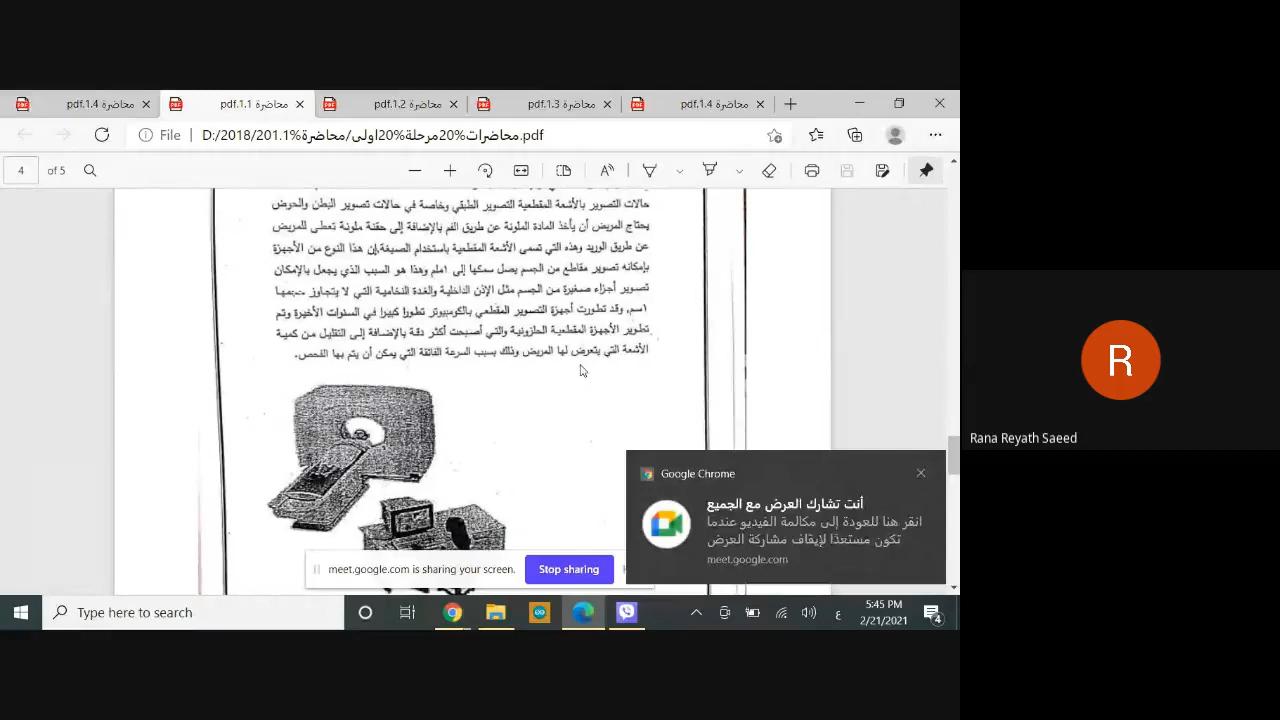 محاضرة 1.4.pdf
محاضرة 1.1.pdf
محاضرة 1.2.pdf
محاضرة 1.3.pdf
محاضرة 1.4.pdf
File
D:/2018/201.1%محاضرات%20مرحلة%20اولى/محاضرة.pdf
4 of 5
حالات التصوير بالأشعة المقطعية التصوير الطبقي وخاصة في حالات تصوير البطن والحوض
يحتاج المريض أن يأخذ المادة الملونة عن طريق الفم بالإضافة إلى حقنة ملونة تعطى للمريض
عن طريق الوريد وهذه التي تسمى الأشعة المقطعية باستخدام الصبغة,إن هذا النوع من الأجهزة
بإمكانه تصوير مقاطع من الجسم يصل سمكها إلى ١ملم وهذا هو السبب الذي يجعل بالإمكان
تصوير أجزاء صغيرة من الجسم مثل الإذن الداخلية والغدة النخامية التي لا يتجاوز حجمها
١سم, وقد تطورت أجهزة التصوير المقطعي بالكومبيوتر تطورا كبيرا في السنوات الأخيرة وتم
تطوير الأجهزة المقطعية الحلزونية والتي أصبحت أكثر دقة بالإضافة إلى التقليل من كمية
الأشعة التي يتعرض لها المريض وذلك بسبب السرعة الفائقة التي يمكن أن يتم بها الفحص.
R
Rana Reyath Saeed
Google Chrome
أنت تشارك العرض مع الجميع
انقر هنا للعودة إلى مكالمة الفيديو عندما
تكون مستعدًا لإيقاف مشاركة العرض
meet.google.com
meet.google.com is sharing your screen.
Stop sharing
Type here to search
ع
5:45 PM
2/21/2021
4